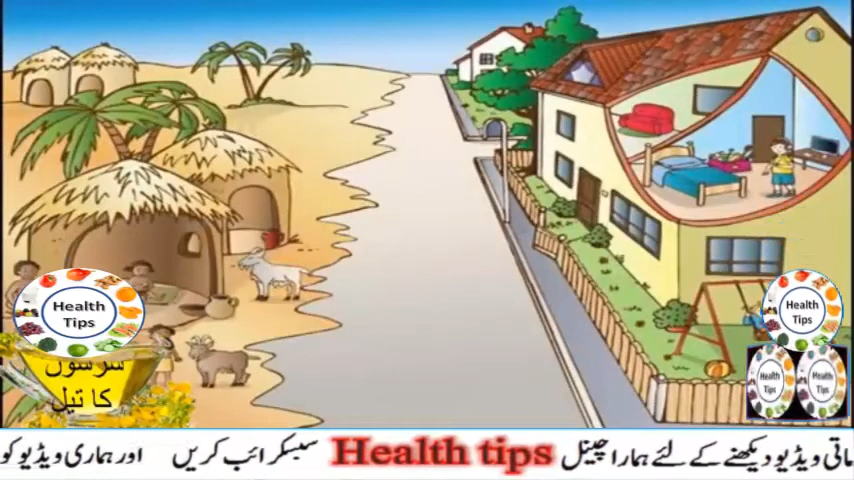 Health
Tips
سرسوں
کا تیل
Health
Tips
Health
Tips
Health
Tips
ماتی ویڈیو دیکھنے کے لئے ہمارا چینل Health tips سبسکرائب کریں اور ہماری ویڈیو کو